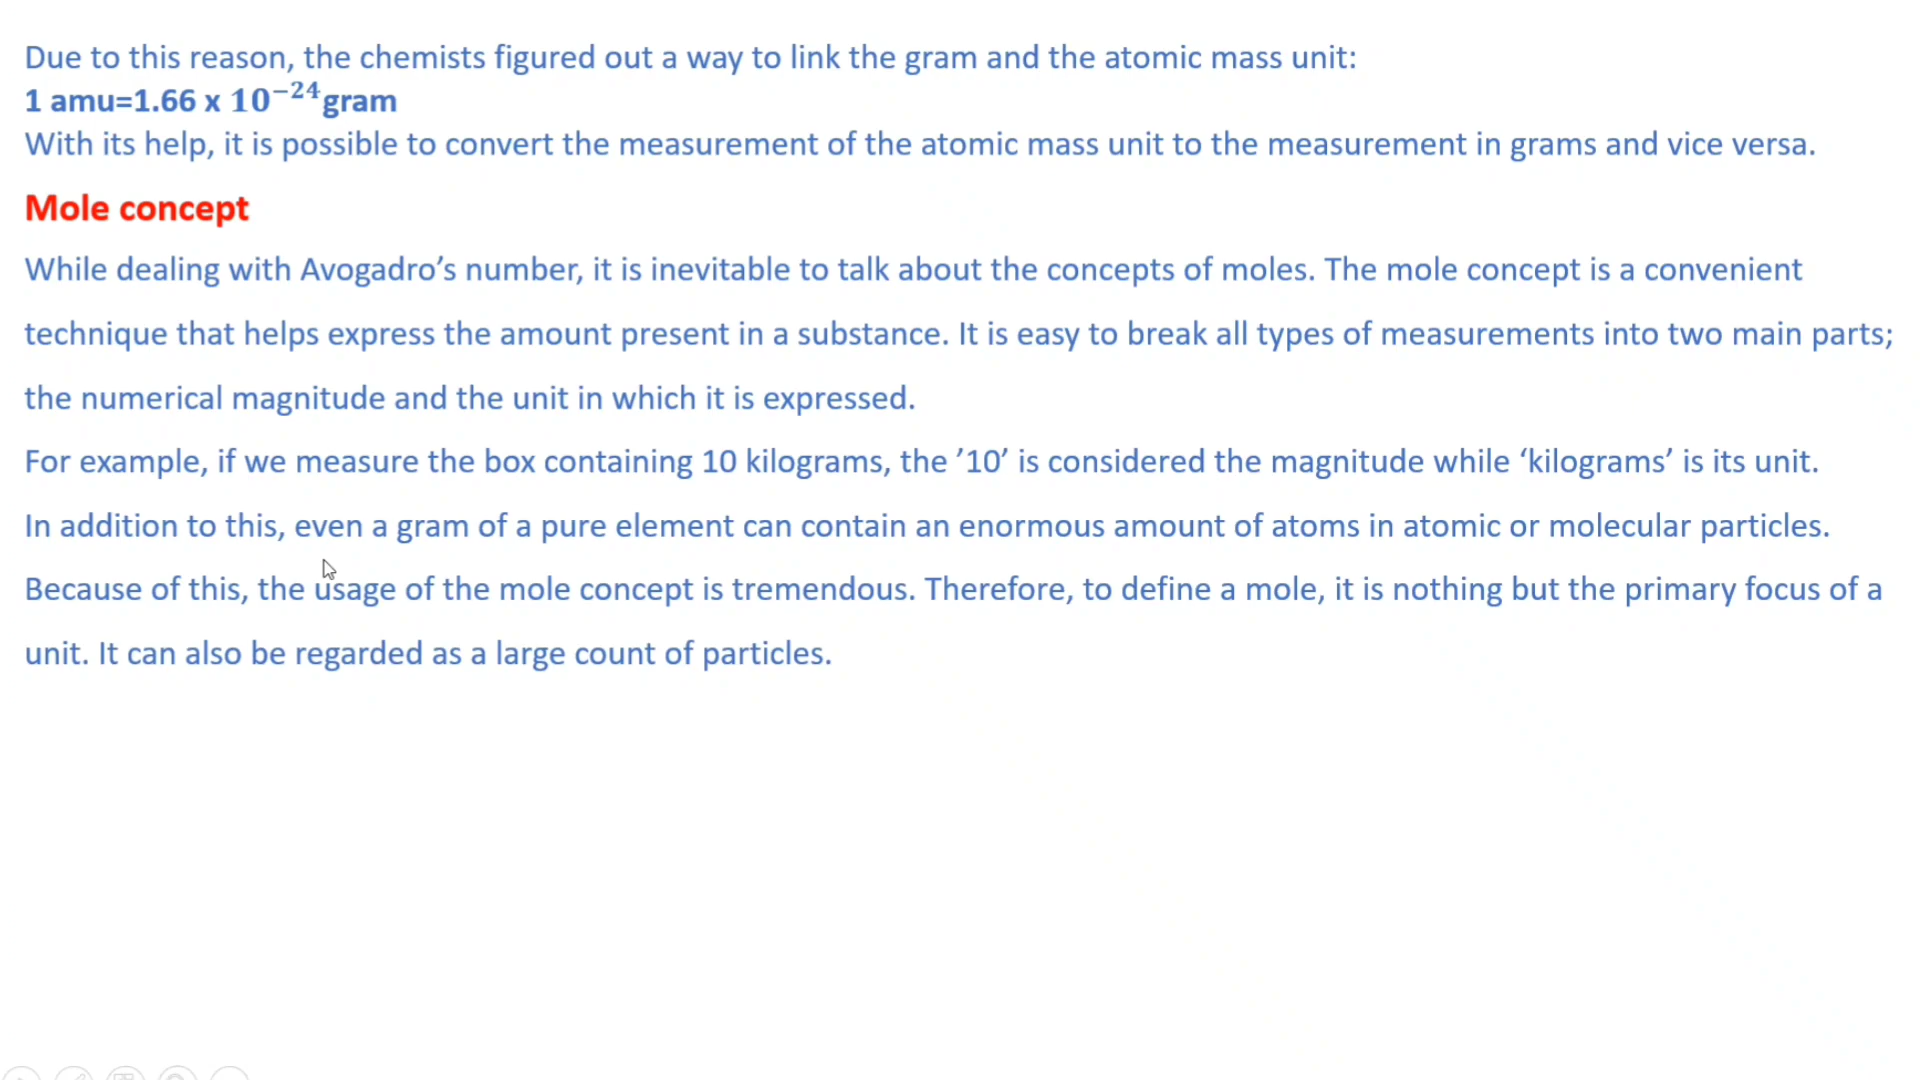 Due to this reason, the chemists figured out a way to link the gram and the atomic mass unit:
1 amu=1.66 x 10⁻²⁴gram
With its help, it is possible to convert the measurement of the atomic mass unit to the measurement in grams and vice versa.
Mole concept
While dealing with Avogadro’s number, it is inevitable to talk about the concepts of moles. The mole concept is a convenient
technique that helps express the amount present in a substance. It is easy to break all types of measurements into two main parts;
the numerical magnitude and the unit in which it is expressed.
For example, if we measure the box containing 10 kilograms, the ’10’ is considered the magnitude while ‘kilograms’ is its unit.
In addition to this, even a gram of a pure element can contain an enormous amount of atoms in atomic or molecular particles.
Because of this, the usage of the mole concept is tremendous. Therefore, to define a mole, it is nothing but the primary focus of a
unit. It can also be regarded as a large count of particles.